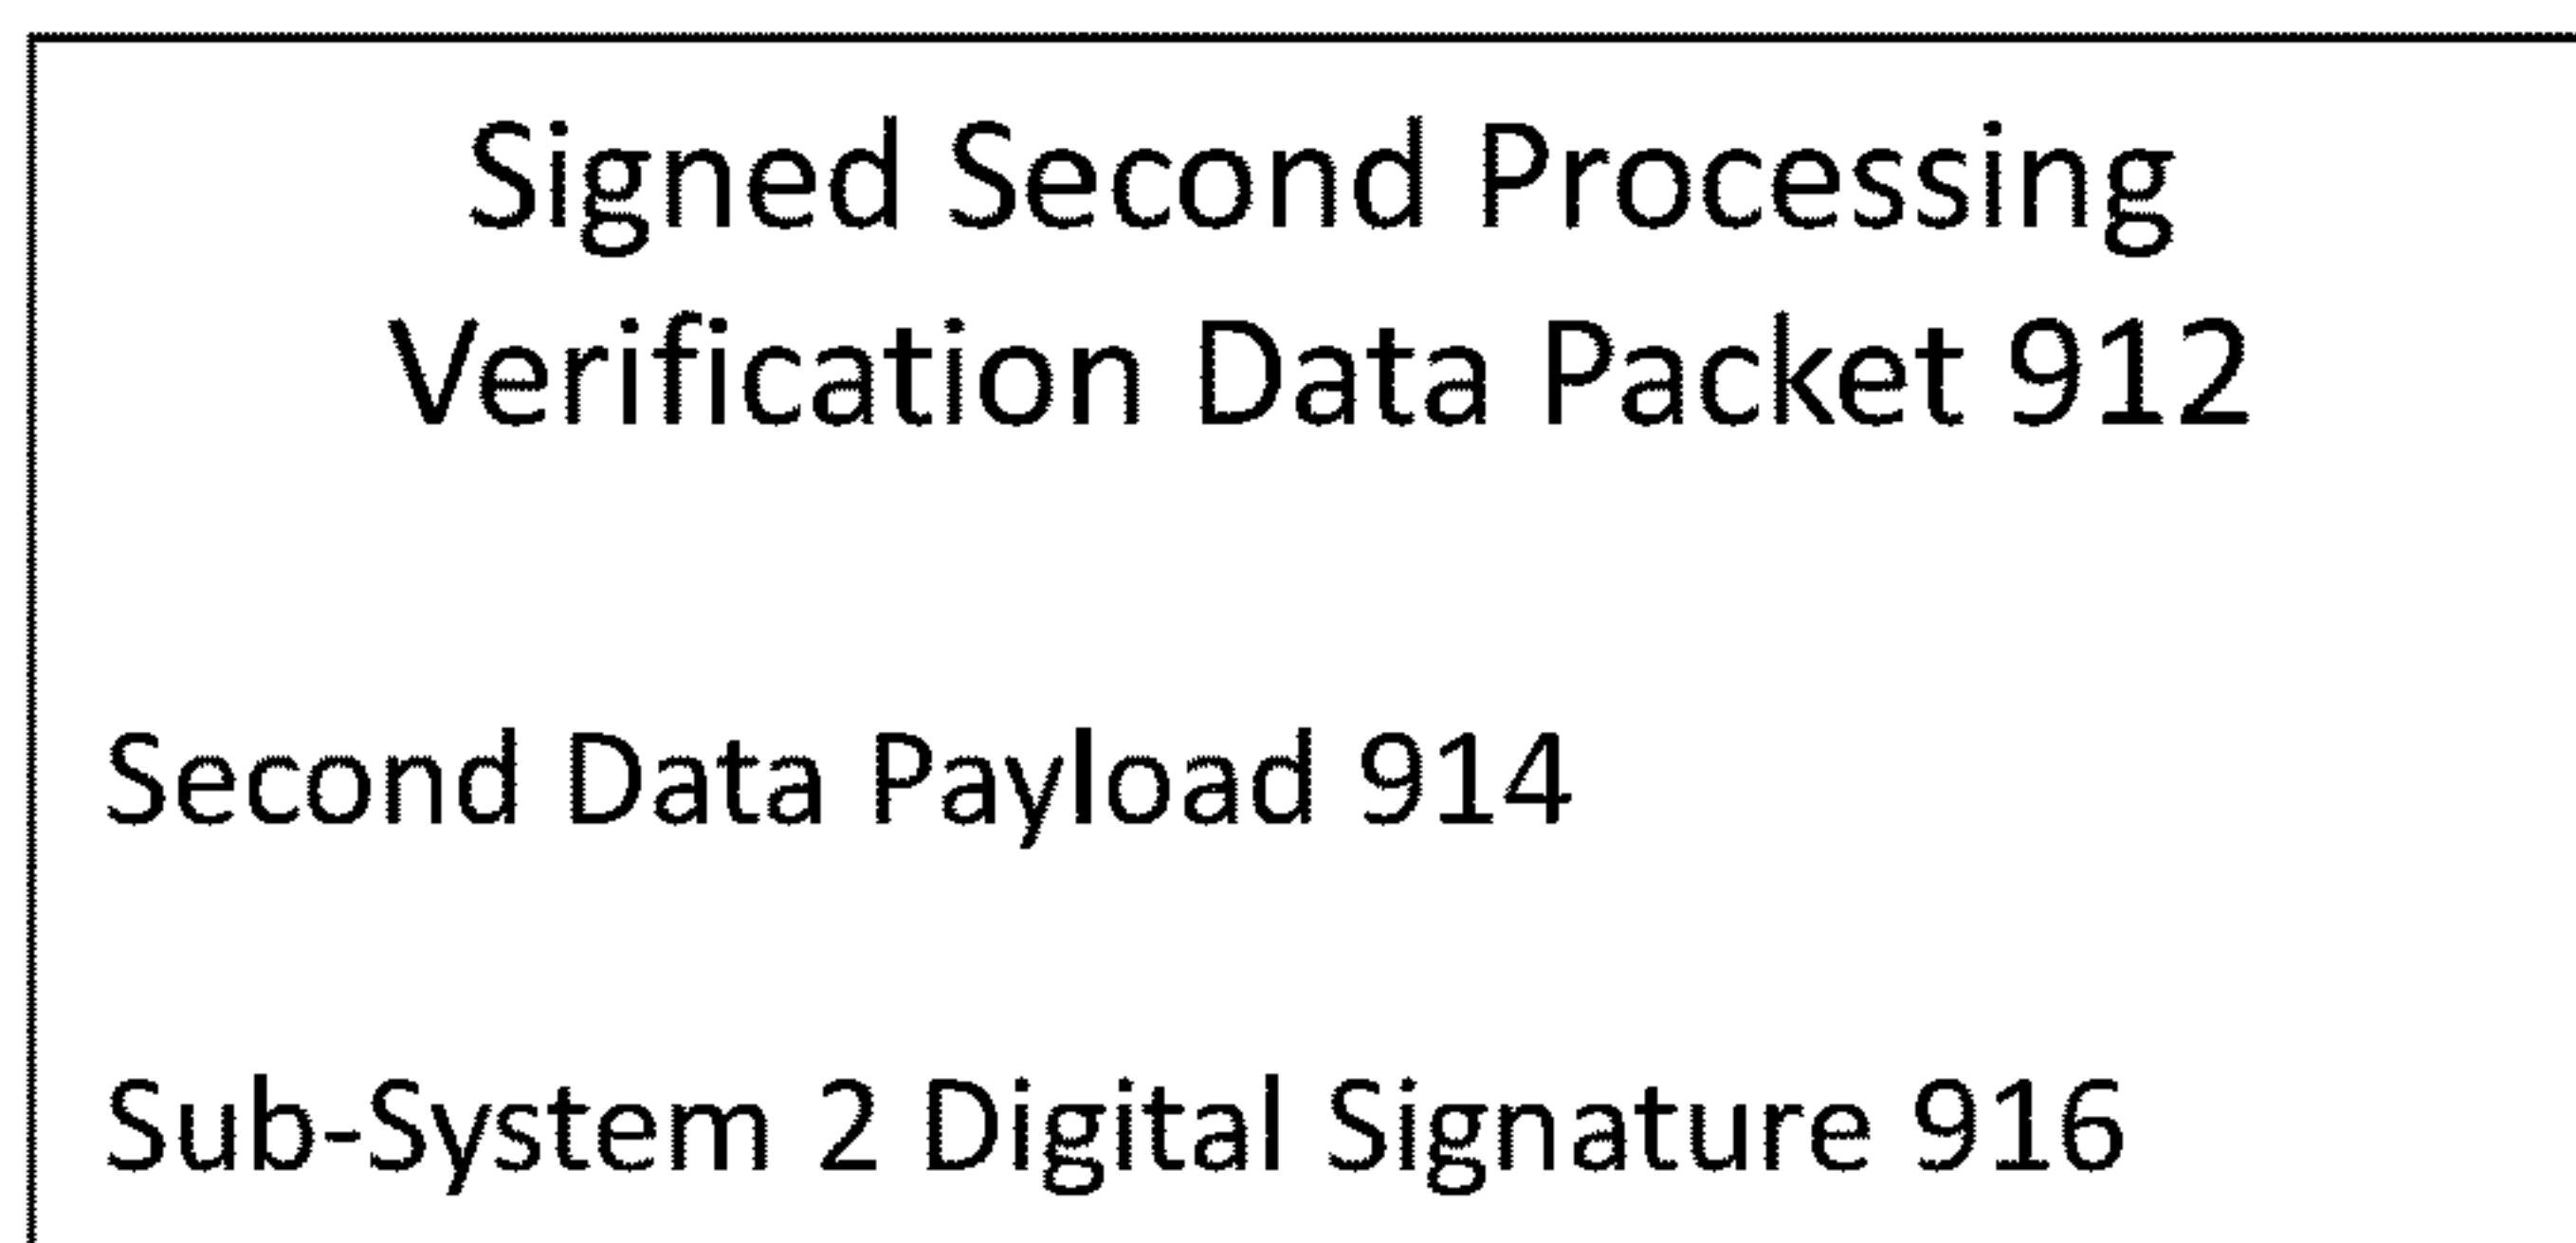 Signed Second Processing
Verification Data Packet 912
Second Data Payload 914
Sub-System 2 Digital Signature 916